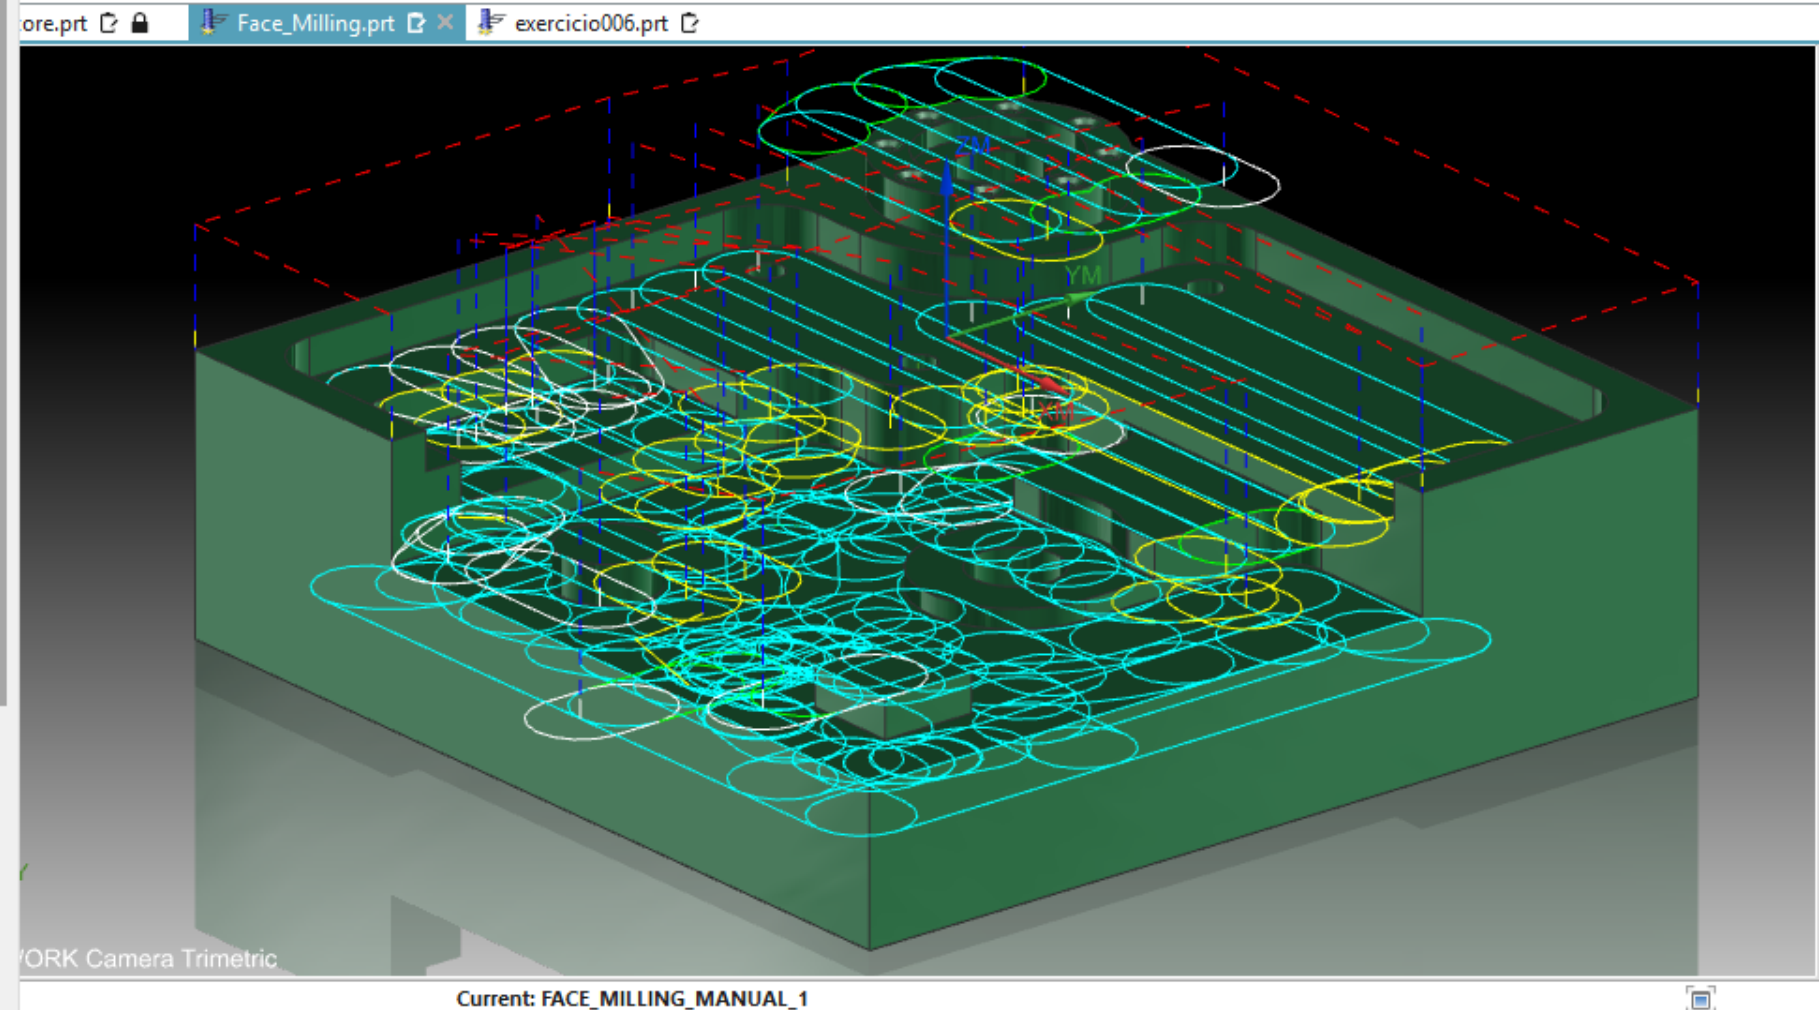 ore.prt Face_Milling.prt exercicio006.prt
ZM
YM
XM
Y
ORK Camera Trimetric
Current: FACE_MILLING_MANUAL_1